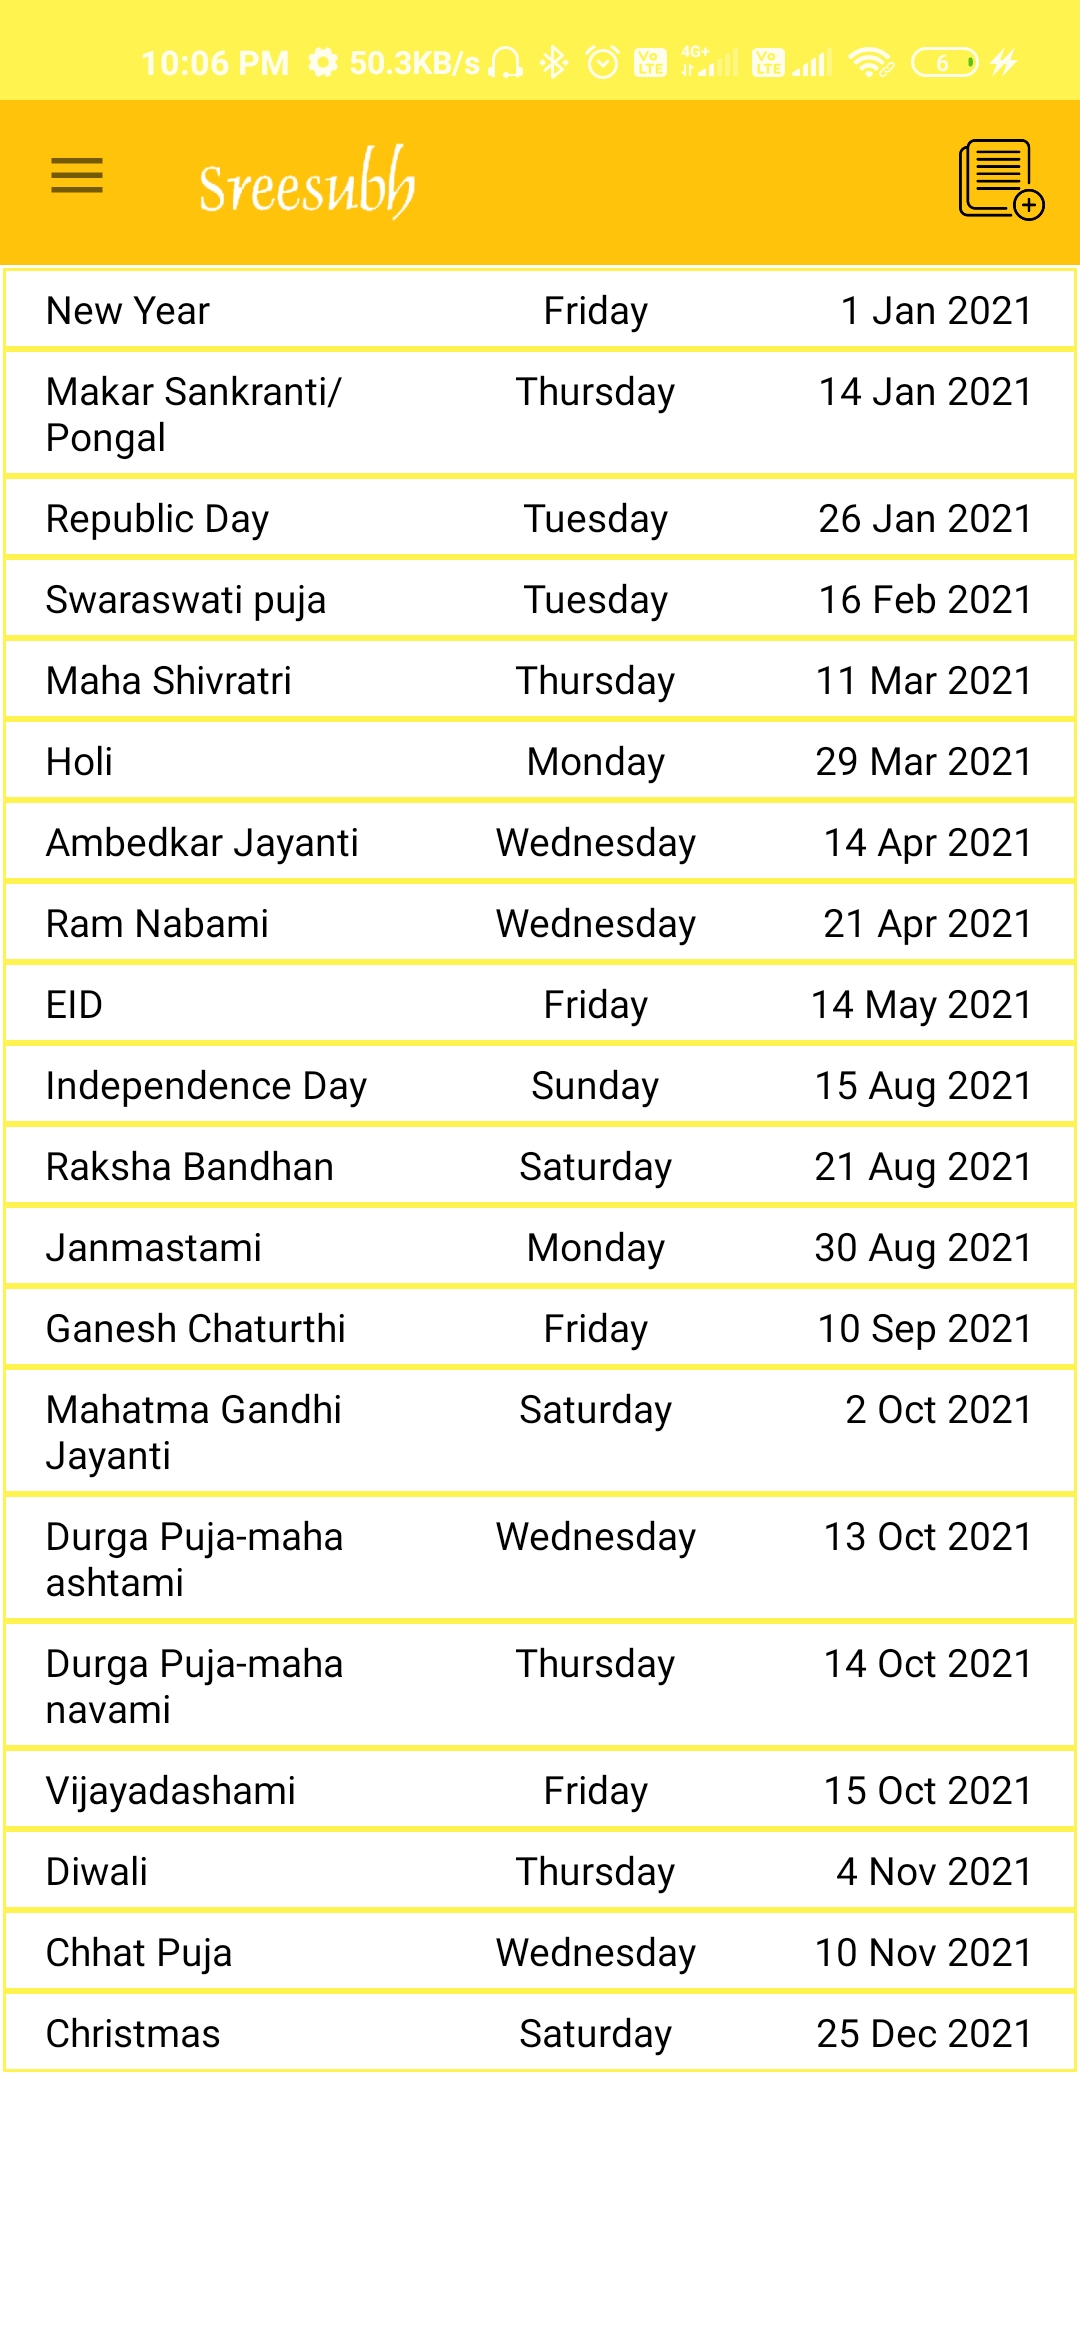 10:06 PM 50.3KB/s Vo LTE 4G+ Vo LTE 6
Sreesubh
New Year Friday 1 Jan 2021
Makar Sankranti/ Thursday 14 Jan 2021
Pongal
Republic Day Tuesday 26 Jan 2021
Swaraswati puja Tuesday 16 Feb 2021
Maha Shivratri Thursday 11 Mar 2021
Holi Monday 29 Mar 2021
Ambedkar Jayanti Wednesday 14 Apr 2021
Ram Nabami Wednesday 21 Apr 2021
EID Friday 14 May 2021
Independence Day Sunday 15 Aug 2021
Raksha Bandhan Saturday 21 Aug 2021
Janmastami Monday 30 Aug 2021
Ganesh Chaturthi Friday 10 Sep 2021
Mahatma Gandhi Saturday 2 Oct 2021
Jayanti
Durga Puja-maha Wednesday 13 Oct 2021
ashtami
Durga Puja-maha Thursday 14 Oct 2021
navami
Vijayadashami Friday 15 Oct 2021
Diwali Thursday 4 Nov 2021
Chhat Puja Wednesday 10 Nov 2021
Christmas Saturday 25 Dec 2021